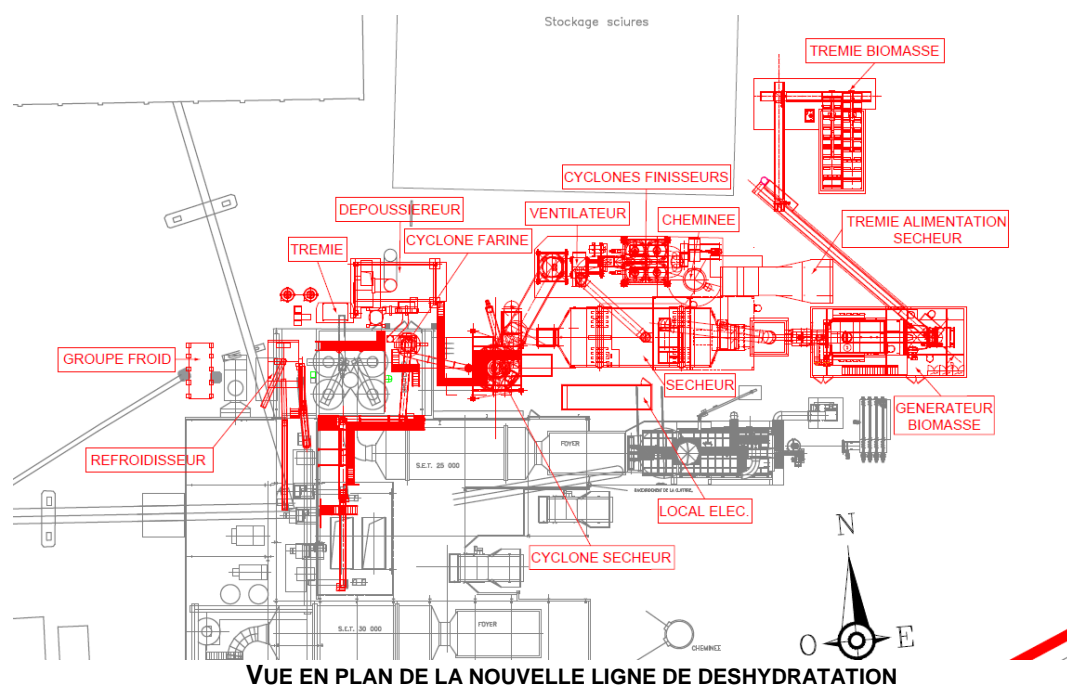 Stockage sciures
TREMIE BIOMASSE
CYCLONES FINISSEURS
DEPOUSSIEREUR
VENTILATEUR
CHEMINEE
TREMIE ALIMENTATION
SECHEUR
CYCLONE FARINE
TREMIE
GROUPE FROID
SECHEUR
GENERATEUR
BIOMASSE
REFROIDISSEUR
S.E.T. 25 000
FOYER
LOCAL ELEC.
CYCLONE SECHEUR
N
S.E.T. 30 000
FOYER
CHEMINEE
O
E
VUE EN PLAN DE LA NOUVELLE LIGNE DE DESHYDRATATION